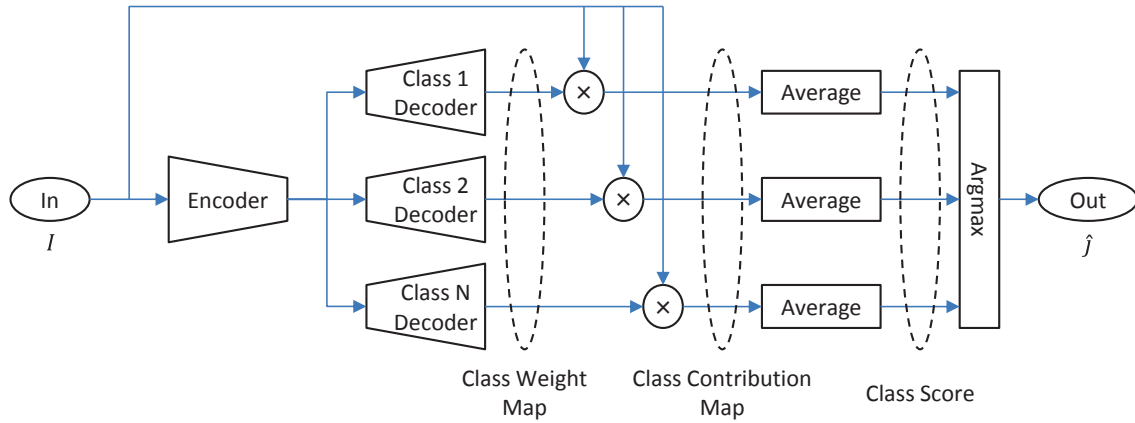 In
I
Encoder
Class 1
Decoder
Class 2
Decoder
Class N
Decoder
Class Weight
Map
×
×
×
Class Contribution
Map
Average
Average
Average
Class Score
Argmax
Out
ĵ